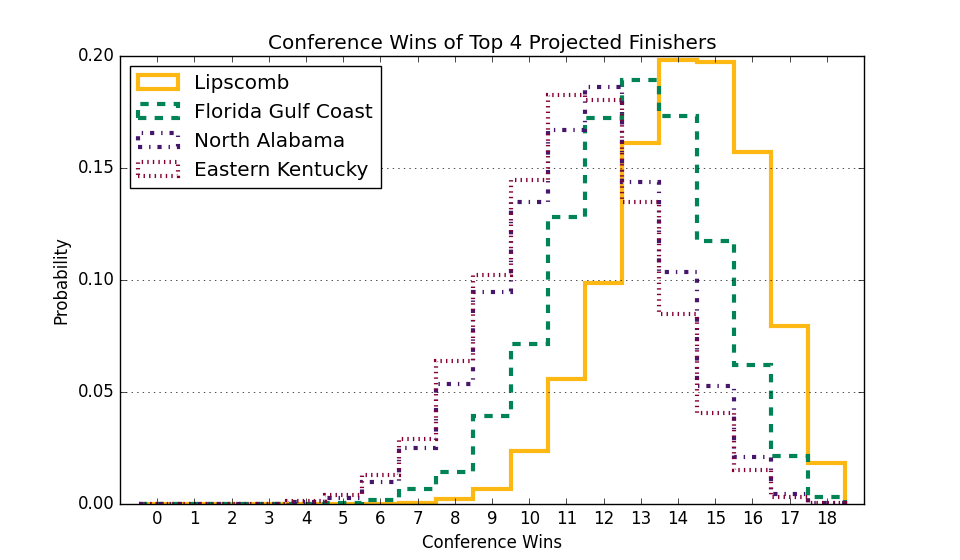 Conference Wins of Top 4 Projected Finishers
0.20
0.15
0.10
0.05
0.00
Probability
Lipscomb
Florida Gulf Coast
North Alabama
Eastern Kentucky
0 1 2 3 4 5 6 7 8 9 10 11 12 13 14 15 16 17 18
Conference Wins